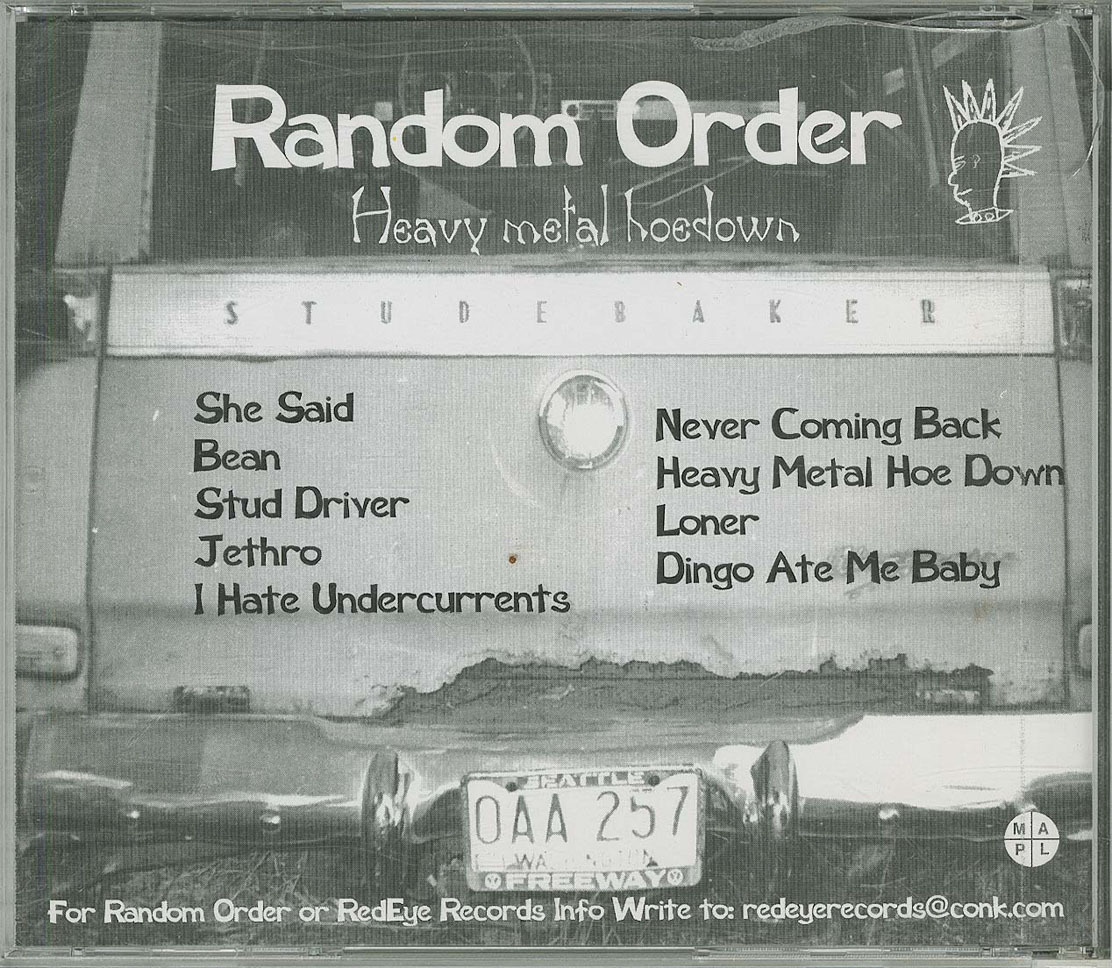 Random Order
Heavy metal hoedown
STUDEBAKER
She Said
Bean
Stud Driver
Jethro
I Hate Undercurrents
Never Coming Back
Heavy Metal Hoe Down
Loner
Dingo Ate Me Baby
SEATTLE
OAA 257
WASHINGTON
FREEWAY
M A
P L
For Random Order or RedEye Records Info Write to: redeyerecords@conk.com